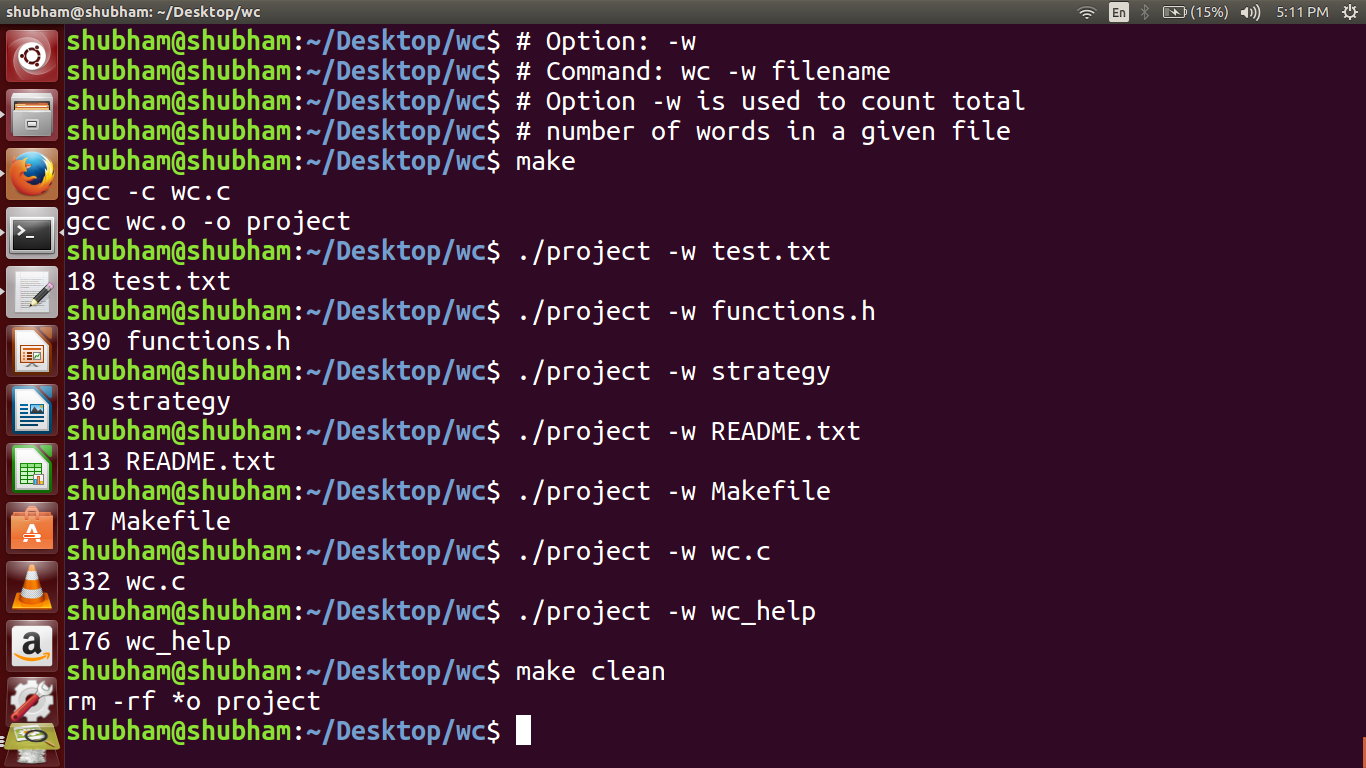 shubham@shubham: ~/Desktop/wc En (15%) 5:11 PM
shubham@shubham:~/Desktop/wc$ # Option: -w
shubham@shubham:~/Desktop/wc$ # Command: wc -w filename
shubham@shubham:~/Desktop/wc$ # Option -w is used to count total
shubham@shubham:~/Desktop/wc$ # number of words in a given file
shubham@shubham:~/Desktop/wc$ make
gcc -c wc.c
gcc wc.o -o project
shubham@shubham:~/Desktop/wc$ ./project -w test.txt
18 test.txt
shubham@shubham:~/Desktop/wc$ ./project -w functions.h
390 functions.h
shubham@shubham:~/Desktop/wc$ ./project -w strategy
30 strategy
shubham@shubham:~/Desktop/wc$ ./project -w README.txt
113 README.txt
shubham@shubham:~/Desktop/wc$ ./project -w Makefile
17 Makefile
shubham@shubham:~/Desktop/wc$ ./project -w wc.c
332 wc.c
shubham@shubham:~/Desktop/wc$ ./project -w wc_help
176 wc_help
shubham@shubham:~/Desktop/wc$ make clean
rm -rf *o project
shubham@shubham:~/Desktop/wc$